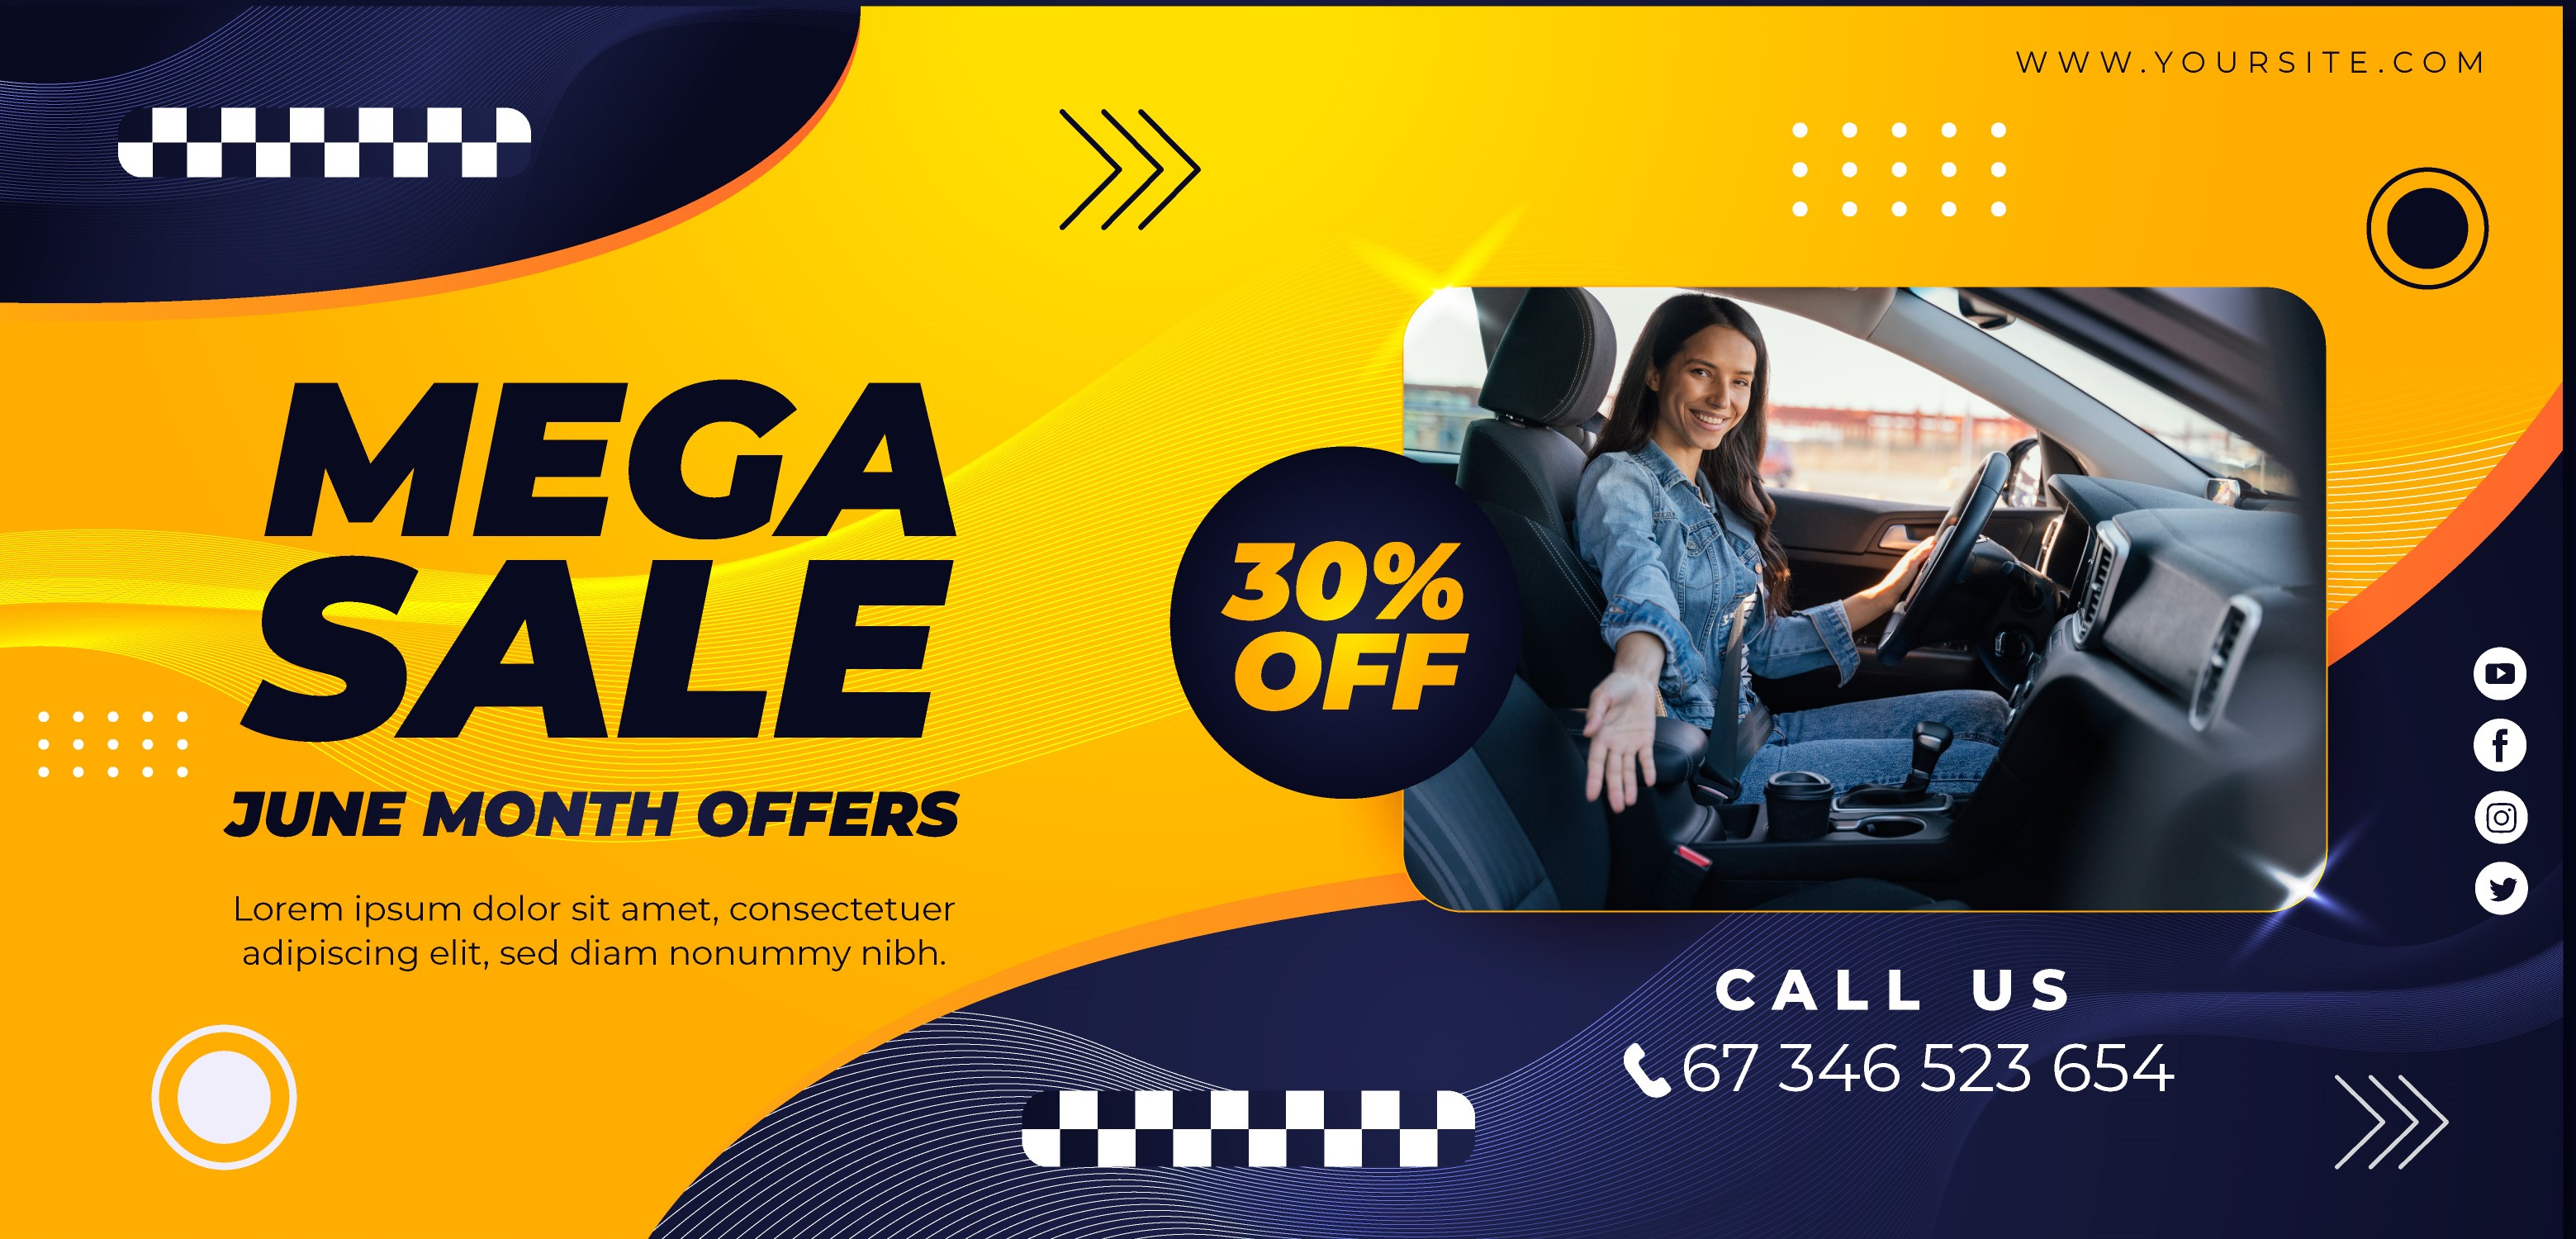 WWW.YOURSITE.COM
MEGA
SALE
JUNE MONTH OFFERS
Lorem ipsum dolor sit amet, consectetuer
adipiscing elit, sed diam nonummy nibh.
30%
OFF
CALL US
67 346 523 654